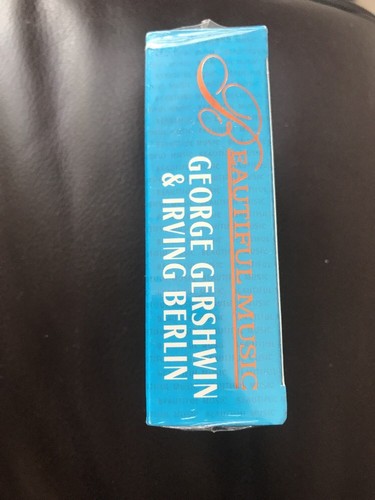 BEAUTIFUL MUSIC
GEORGE GERSHWIN
& IRVING BERLIN